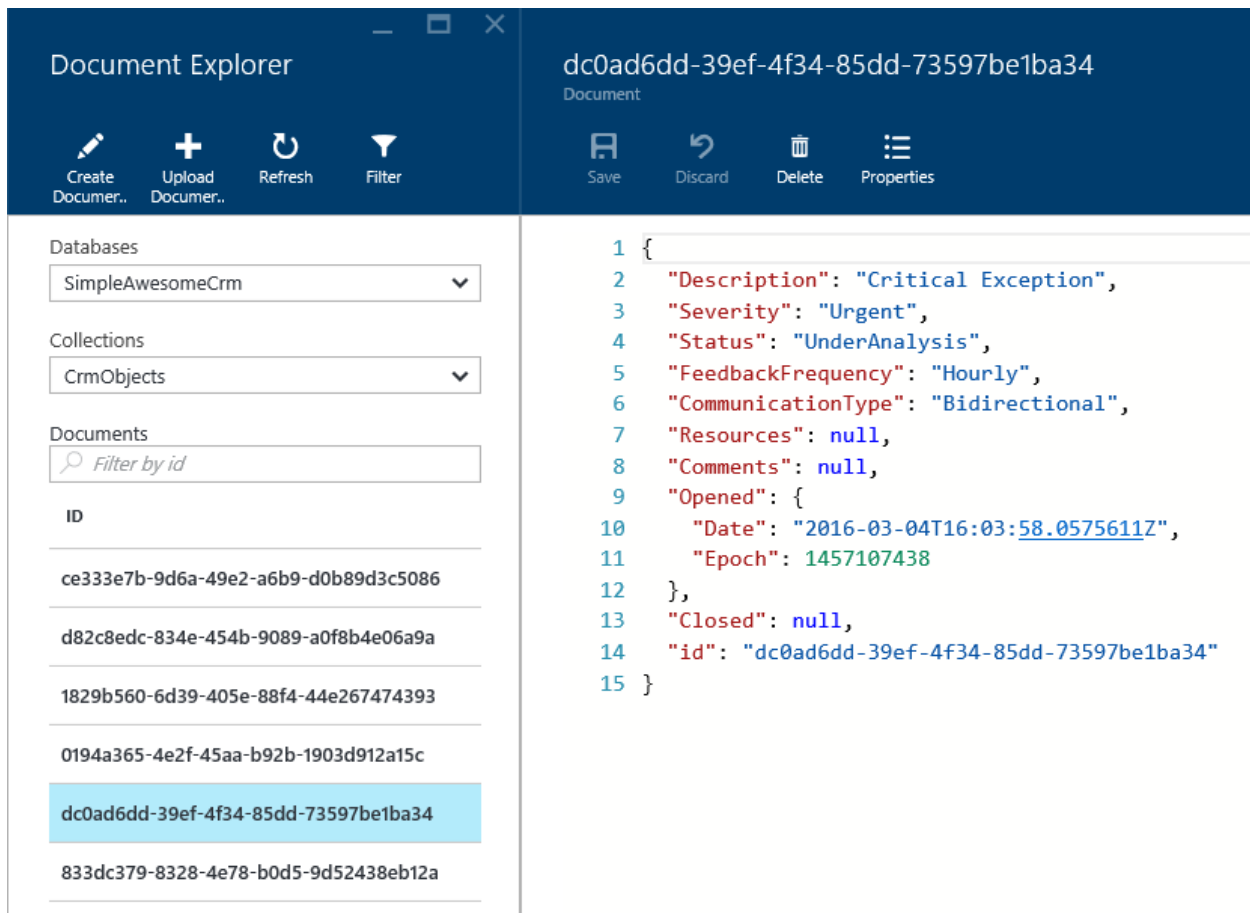 Document Explorer
Create Documer..
Upload Documer..
Refresh
Filter
Databases
SimpleAwesomeCrm
Collections
CrmObjects
Documents
Filter by id
ID
ce333e7b-9d6a-49e2-a6b9-d0b89d3c5086
d82c8edc-834e-454b-9089-a0f8b4e06a9a
1829b560-6d39-405e-88f4-44e267474393
0194a365-4e2f-45aa-b92b-1903d912a15c
dc0ad6dd-39ef-4f34-85dd-73597be1ba34
833dc379-8328-4e78-b0d5-9d52438eb12a
dc0ad6dd-39ef-4f34-85dd-73597be1ba34
Document
Save
Discard
Delete
Properties
1 {
2 "Description": "Critical Exception",
3 "Severity": "Urgent",
4 "Status": "UnderAnalysis",
5 "FeedbackFrequency": "Hourly",
6 "CommunicationType": "Bidirectional",
7 "Resources": null,
8 "Comments": null,
9 "Opened": {
10 "Date": "2016-03-04T16:03:58.0575611Z",
11 "Epoch": 1457107438
12 },
13 "Closed": null,
14 "id": "dc0ad6dd-39ef-4f34-85dd-73597be1ba34"
15 }